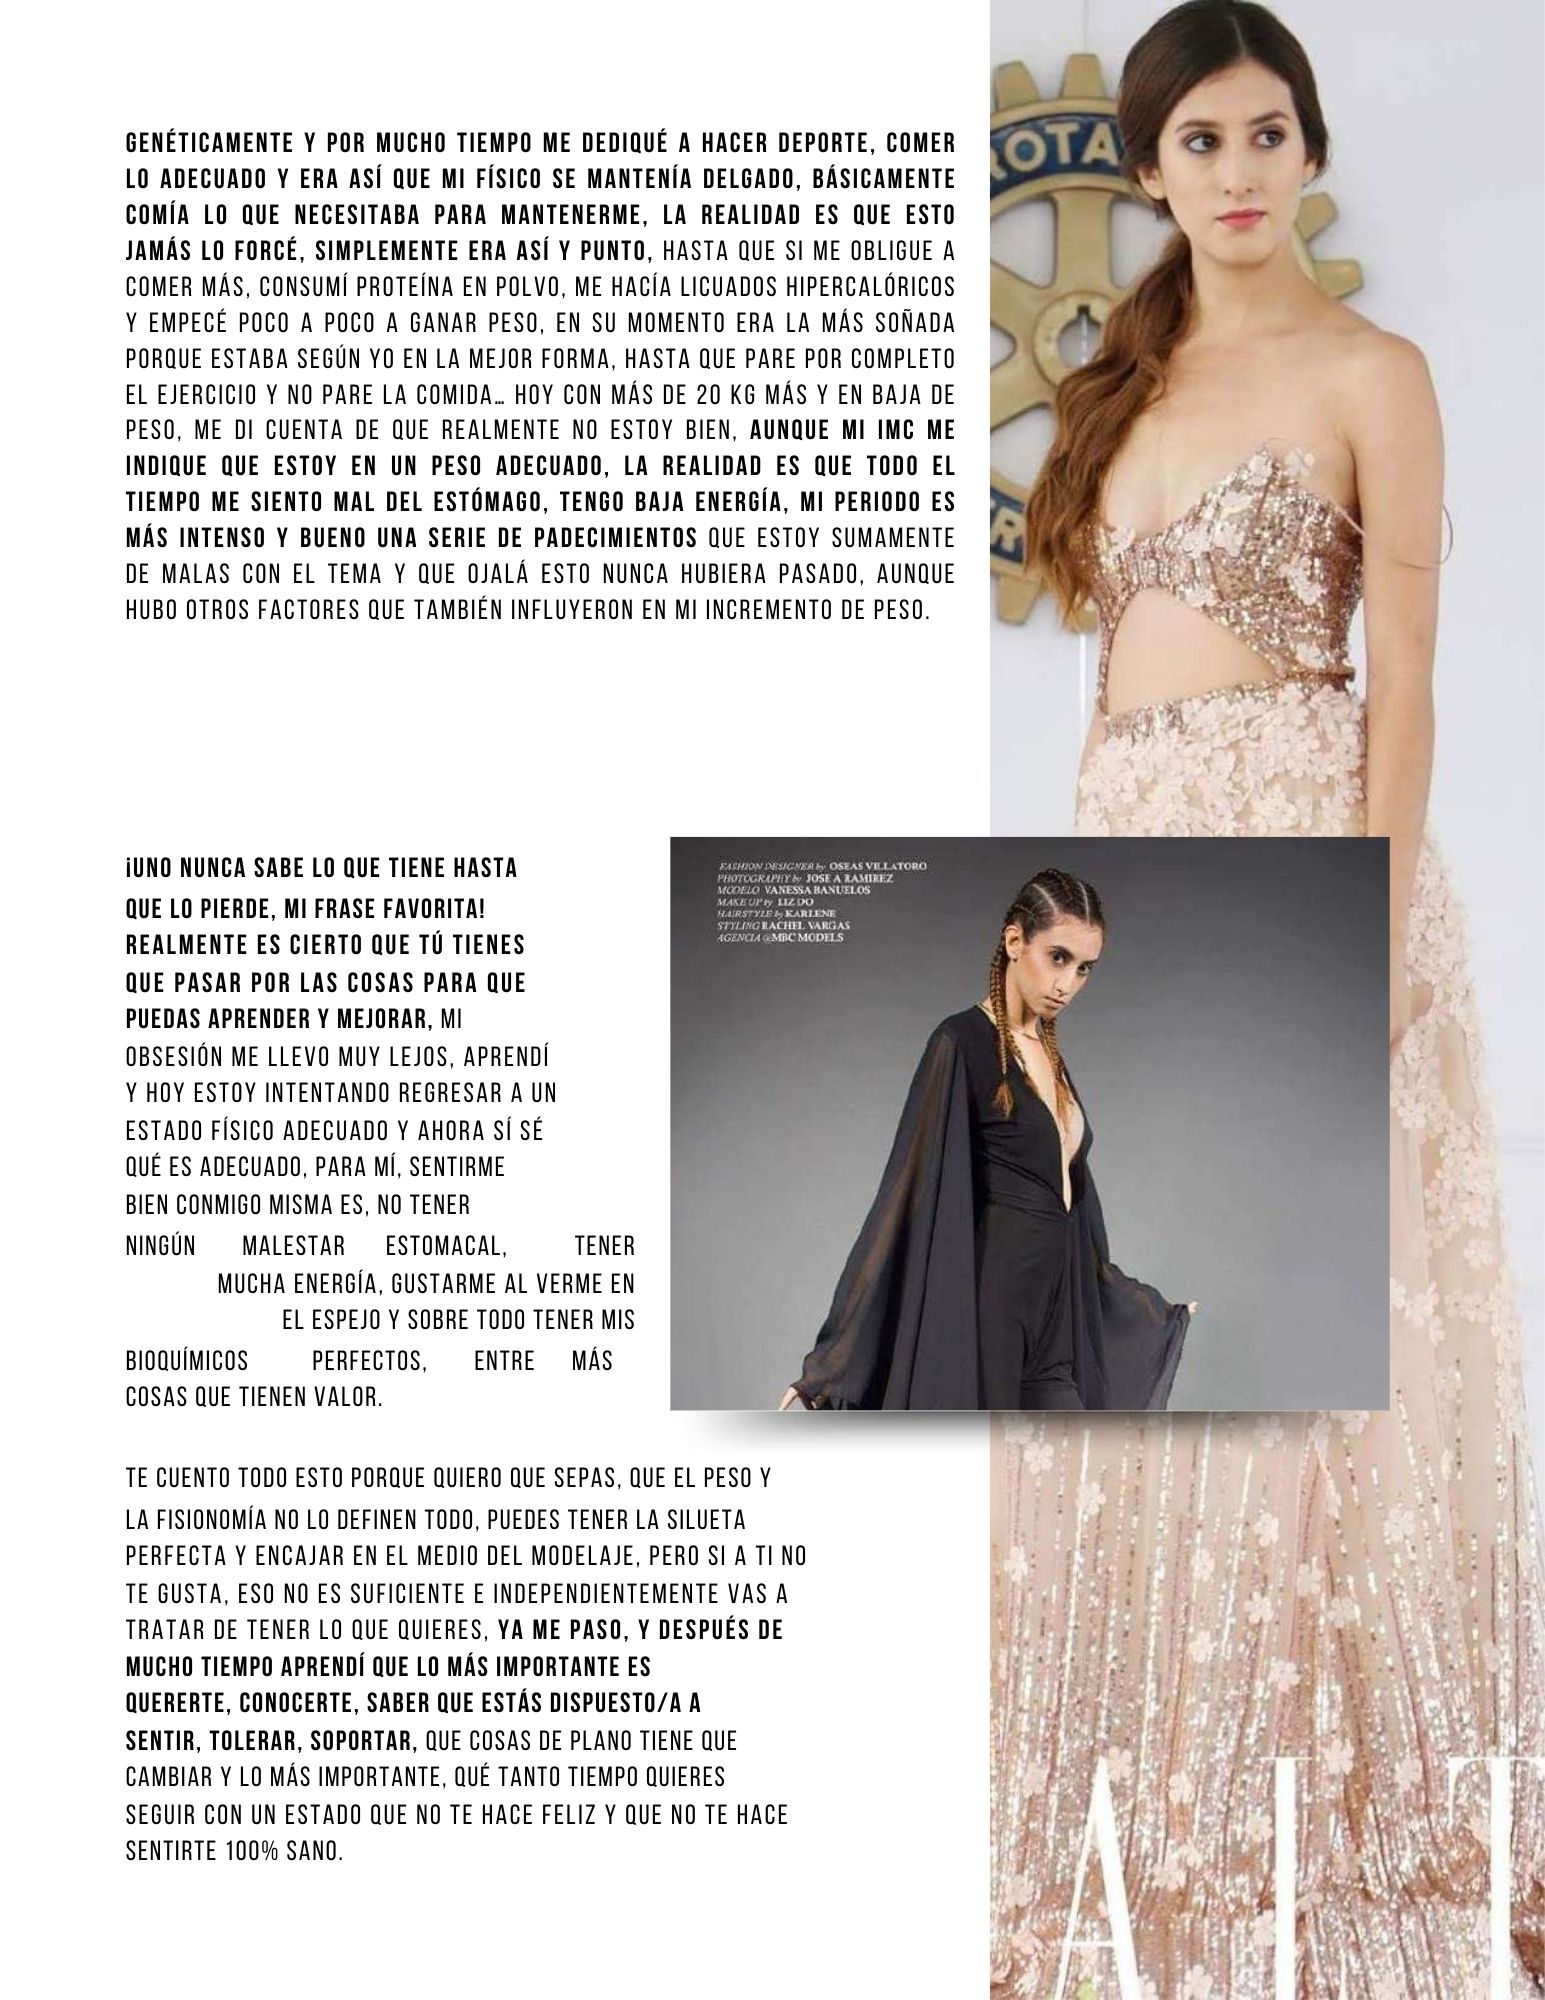 GENÉTICAMENTE Y POR MUCHO TIEMPO ME DEDIQUÉ A HACER DEPORTE, COMER
LO ADECUADO Y ERA ASÍ QUE MI FÍSICO SE MANTENÍA DELGADO, BÁSICAMENTE
COMÍA LO QUE NECESITABA PARA MANTENERME, LA REALIDAD ES QUE ESTO
JAMÁS LO FORCÉ, SIMPLEMENTE ERA ASÍ Y PUNTO, HASTA QUE SI ME OBLIGUE A
COMER MÁS, CONSUMÍ PROTEÍNA EN POLVO, ME HACÍA LICUADOS HIPERCALÓRICOS
Y EMPECÉ POCO A POCO A GANAR PESO, EN SU MOMENTO ERA LA MÁS SOÑADA
PORQUE ESTABA SEGÚN YO EN LA MEJOR FORMA, HASTA QUE PARE POR COMPLETO
EL EJERCICIO Y NO PARE LA COMIDA… HOY CON MÁS DE 20 KG MÁS Y EN BAJA DE
PESO, ME DI CUENTA DE QUE REALMENTE NO ESTOY BIEN, AUNQUE MI IMC ME
INDIQUE QUE ESTOY EN UN PESO ADECUADO, LA REALIDAD ES QUE TODO EL
TIEMPO ME SIENTO MAL DEL ESTÓMAGO, TENGO BAJA ENERGÍA, MI PERIODO ES
MÁS INTENSO Y BUENO UNA SERIE DE PADECIMIENTOS QUE ESTOY SUMAMENTE
DE MALAS CON EL TEMA Y QUE OJALÁ ESTO NUNCA HUBIERA PASADO, AUNQUE
HUBO OTROS FACTORES QUE TAMBIÉN INFLUYERON EN MI INCREMENTO DE PESO.
ROTA
¡UNO NUNCA SABE LO QUE TIENE HASTA
QUE LO PIERDE, MI FRASE FAVORITA!
REALMENTE ES CIERTO QUE TÚ TIENES
QUE PASAR POR LAS COSAS PARA QUE
PUEDAS APRENDER Y MEJORAR, MI
OBSESIÓN ME LLEVO MUY LEJOS, APRENDÍ
Y HOY ESTOY INTENTANDO REGRESAR A UN
ESTADO FÍSICO ADECUADO Y AHORA SÍ SÉ
QUÉ ES ADECUADO, PARA MÍ, SENTIRME
BIEN CONMIGO MISMA ES, NO TENER
NINGÚN MALESTAR ESTOMACAL, TENER
MUCHA ENERGÍA, GUSTARME AL VERME EN
EL ESPEJO Y SOBRE TODO TENER MIS
BIOQUÍMICOS PERFECTOS, ENTRE MÁS
COSAS QUE TIENEN VALOR.
FASHION DESIGNER by OSEAS VILLATORO
PHOTOGRAPHY by JOSE A RAMIREZ
MODELO VANESSA BANUELOS
MAKE UP by LIZ DO
HAIRSTYLE by KARLENE
STYLING RACHEL VARGAS
AGENCIA @MBC MODELS
TE CUENTO TODO ESTO PORQUE QUIERO QUE SEPAS, QUE EL PESO Y
LA FISIONOMÍA NO LO DEFINEN TODO, PUEDES TENER LA SILUETA
PERFECTA Y ENCAJAR EN EL MEDIO DEL MODELAJE, PERO SI A TI NO
TE GUSTA, ESO NO ES SUFICIENTE E INDEPENDIENTEMENTE VAS A
TRATAR DE TENER LO QUE QUIERES, YA ME PASO, Y DESPUÉS DE
MUCHO TIEMPO APRENDÍ QUE LO MÁS IMPORTANTE ES
QUERERTE, CONOCERTE, SABER QUE ESTÁS DISPUESTO/A A
SENTIR, TOLERAR, SOPORTAR, QUE COSAS DE PLANO TIENE QUE
CAMBIAR Y LO MÁS IMPORTANTE, QUÉ TANTO TIEMPO QUIERES
SEGUIR CON UN ESTADO QUE NO TE HACE FELIZ Y QUE NO TE HACE
SENTIRTE 100% SANO.